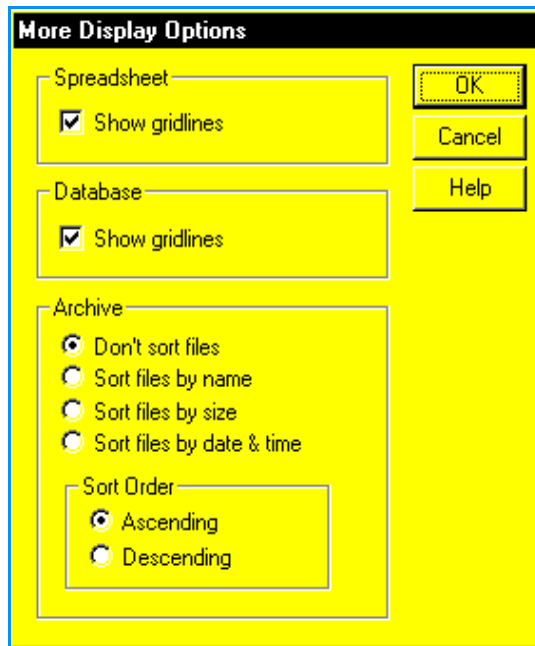 More Display Options
Spreadsheet
Show gridlines
OK
Cancel
Help
Database
Show gridlines
Archive
Don't sort files
Sort files by name
Sort files by size
Sort files by date & time
Sort Order
Ascending
Descending